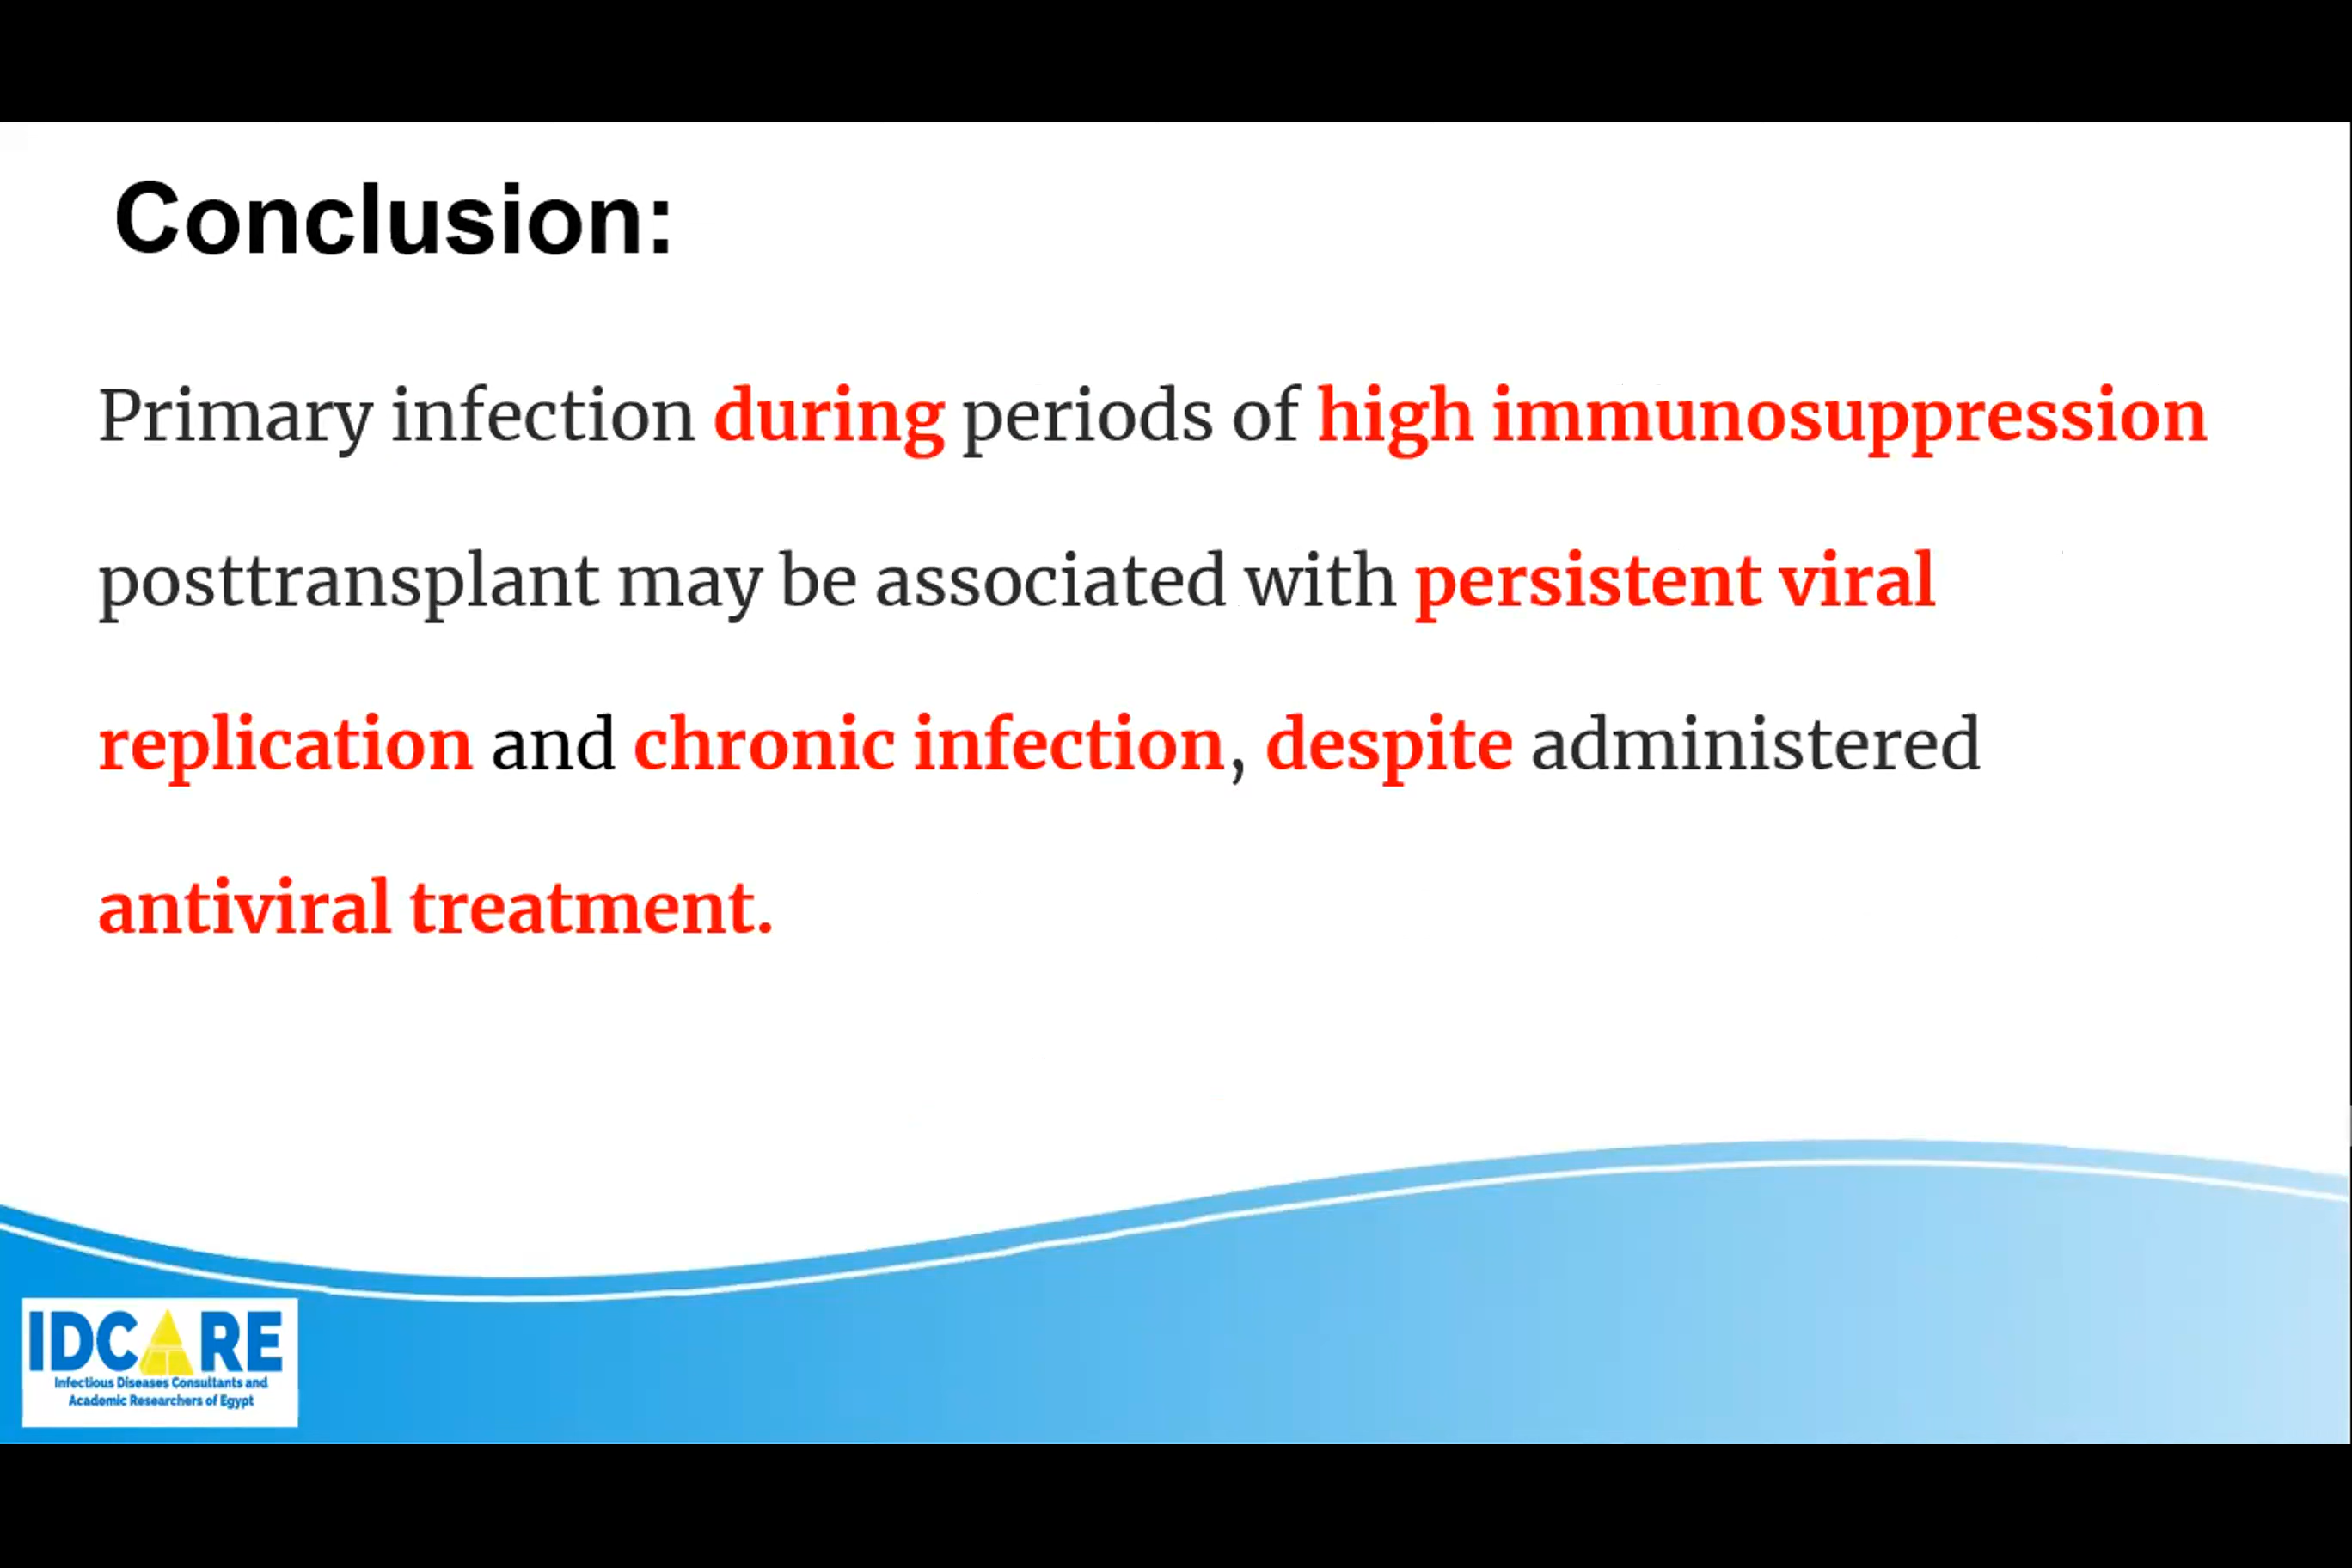 Conclusion:
Primary infection during periods of high immunosuppression
posttransplant may be associated with persistent viral
replication and chronic infection, despite administered
antiviral treatment.
IDCARE
Infectious Diseases Consultants and
Academic Researchers of Egypt